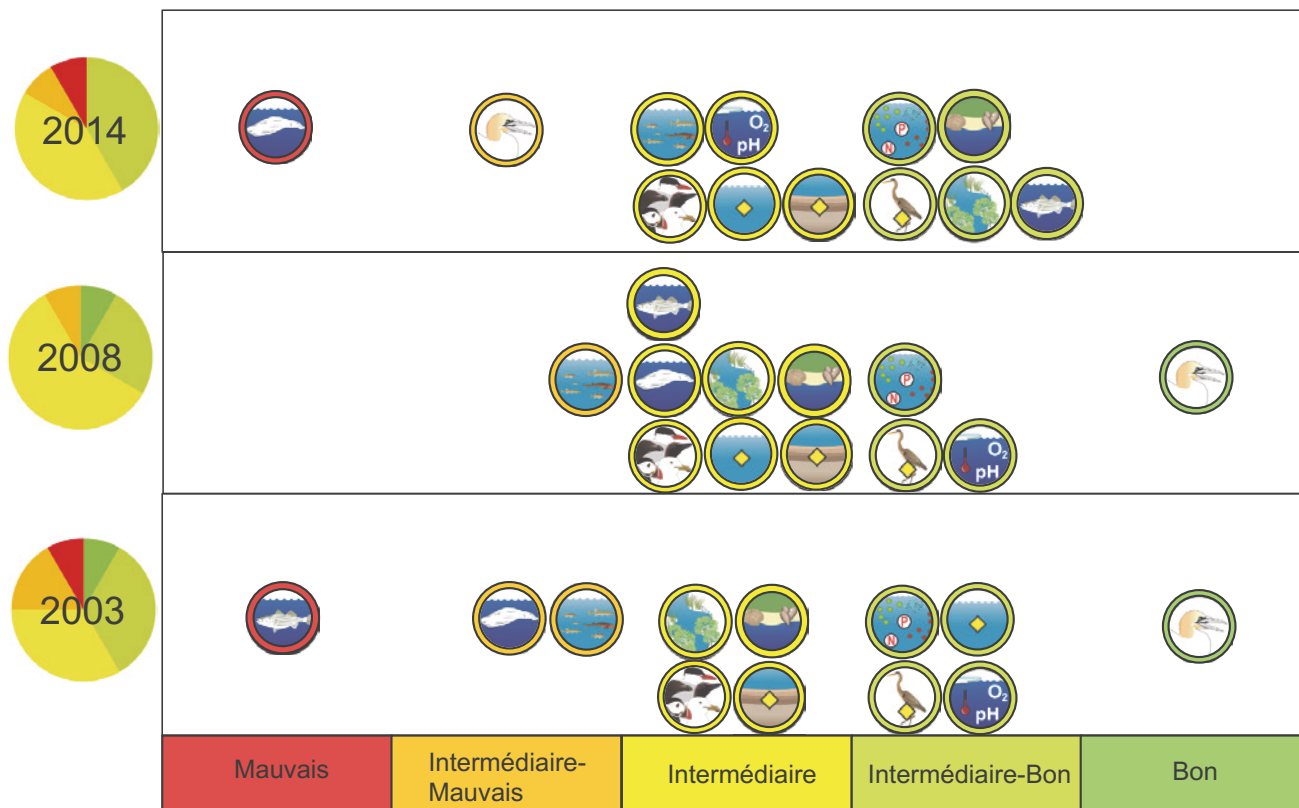 2014
O₂
pH
P
N
2008
P
N
O₂
pH
2003
P
N
O₂
pH
Mauvais
Intermédiaire-
Mauvais
Intermédiaire
Intermédiaire-Bon
Bon